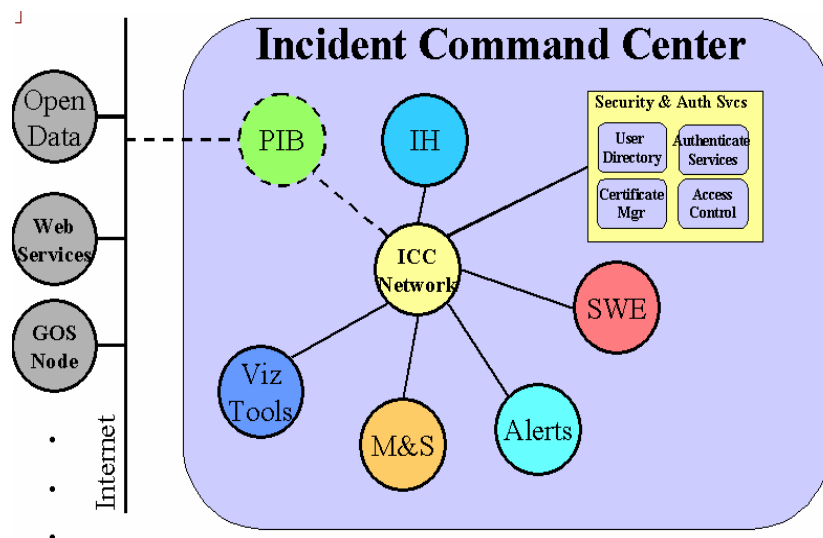 Incident Command Center
Open
Data
PIB
IH
Security & Auth Svcs
User
Directory
Authenticate
Services
Certificate
Mgr
Access
Control
Web
Services
ICC
Network
SWE
GOS
Node
Viz
Tools
M&S
Alerts
Internet